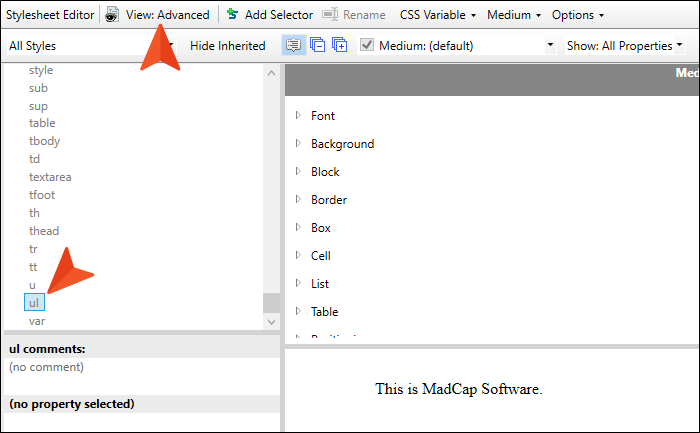 Stylesheet Editor View: Advanced Add Selector Rename CSS Variable Medium Options
All Styles Hide Inherited Medium: (default) Show: All Properties
Med
style
sub
sup
table
tbody
td
textarea
tfoot
th
thead
tr
tt
u
ul
var
Font
Background
Block
Border
Box
Cell
List
Table
ul comments:
(no comment)
(no property selected)
This is MadCap Software.